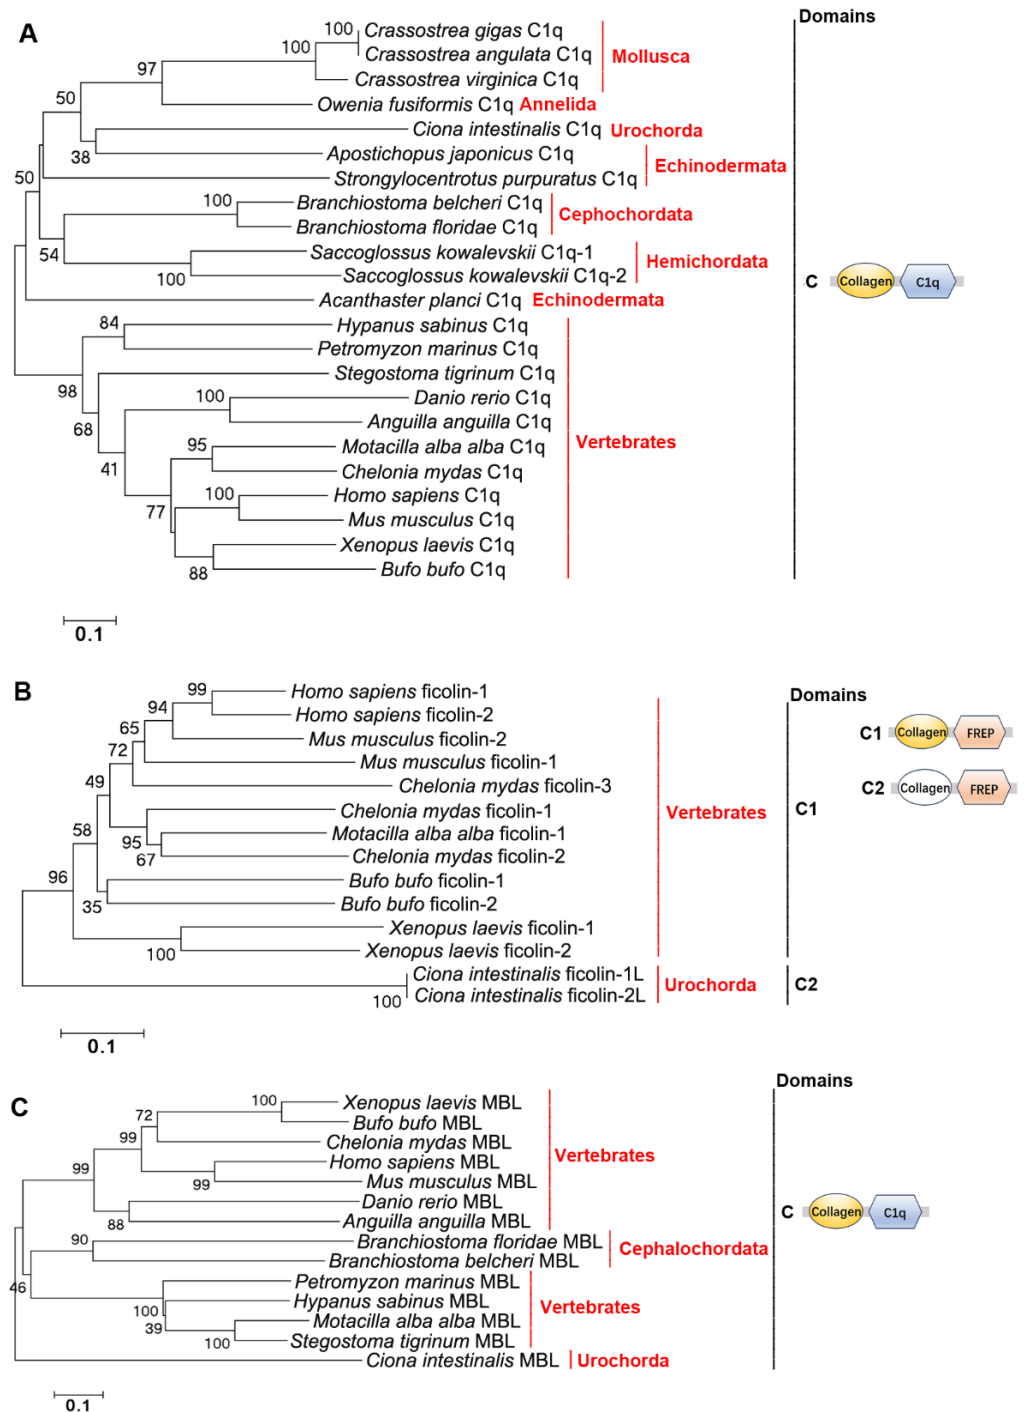 A
Domains
100
Crassostrea gigas C1q
100
Crassostrea angulata C1q
Mollusca
97
Crassostrea virginica C1q
50
Owenia fusiformis C1q Annelida
Ciona intestinalis C1q Urochorda
38
Apostichopus japonicus C1q
Echinodermata
50
Strongylocentrotus purpuratus C1q
100
Branchiostoma belcheri C1q
Cephochordata
Branchiostoma floridae C1q
54
Saccoglossus kowalevskii C1q-1
Hemichordata
100
Saccoglossus kowalevskii C1q-2
C Collagen C1q
Acanthaster planci C1q Echinodermata
84
Hypanus sabinus C1q
Petromyzon marinus C1q
98
Stegostoma tigrinum C1q
100
Danio rerio C1q
68
Anguilla anguilla C1q
Vertebrates
95
Motacilla alba alba C1q
41
Chelonia mydas C1q
100
Homo sapiens C1q
77
Mus musculus C1q
Xenopus laevis C1q
88
Bufo bufo C1q
0.1
B
Domains
99
Homo sapiens ficolin-1
94
Homo sapiens ficolin-2
65
Mus musculus ficolin-2
C1 Collagen FREP
72
Mus musculus ficolin-1
49
Chelonia mydas ficolin-3
C2 Collagen FREP
Chelonia mydas ficolin-1
Vertebrates
C1
58
Motacilla alba alba ficolin-1
95
67
Chelonia mydas ficolin-2
96
Bufo bufo ficolin-1
35
Bufo bufo ficolin-2
Xenopus laevis ficolin-1
100
Xenopus laevis ficolin-2
Ciona intestinalis ficolin-1L
Urochorda
C2
100
Ciona intestinalis ficolin-2L
0.1
C
Domains
100
Xenopus laevis MBL
72
Bufo bufo MBL
99
Chelonia mydas MBL
Vertebrates
99
Homo sapiens MBL
99
Mus musculus MBL
Danio rerio MBL
88
Anguilla anguilla MBL
C Collagen C1q
90
Branchiostoma floridae MBL
Cephalochordata
Branchiostoma belcheri MBL
46
Petromyzon marinus MBL
100
Hypanus sabinus MBL
Vertebrates
39
Motacilla alba alba MBL
100
Stegostoma tigrinum MBL
Ciona intestinalis MBL
Urochorda
0.1